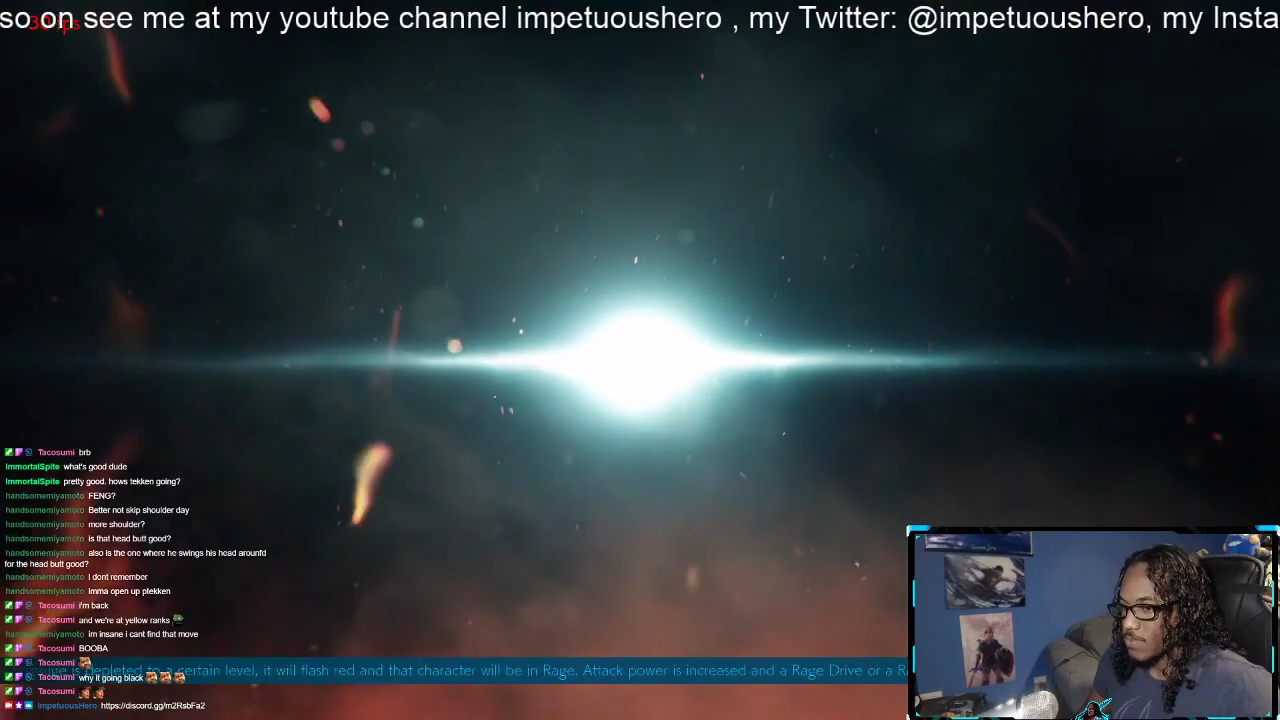 so on see me at my youtube channel impetuoushero , my Twitter: @impetuoushero, my Insta
30 fps
Tacosumi brb
ImmortalSpite what's good dude
ImmortalSpite pretty good. hows tekken going?
handsomemiyamoto FENG?
handsomemiyamoto Better not skip shoulder day
handsomemiyamoto more shoulder?
handsomemiyamoto is that head butt good?
handsomemiyamoto also is the one where he swings his head arounfd
for the head butt good?
handsomemiyamoto I dont remember
handsomemiyamoto Imma open up ptekken
Tacosumi i'm back
Tacosumi and we're at yellow ranks
handsomemiyamoto im insane i cant find that move
Tacosumi BOOBA
Tacosumi
is depleted to a certain level, it will flash red and that character will be in Rage. Attack power is increased and a Rage Drive or a
Tacosumi why it going black
Tacosumi
ImpetuousHero https://discord.gg/m2RsbFa2